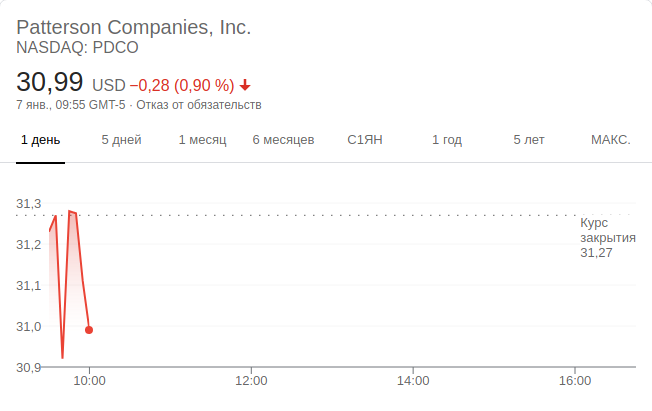 Patterson Companies, Inc.
NASDAQ: PDCO
30,99 USD −0,28 (0,90 %)
7 янв., 09:55 GMT-5 · Отказ от обязательств
1 день 5 дней 1 месяц 6 месяцев С1ЯН 1 год 5 лет МАКС.
31,3
Курс
закрытия
31,27
31,2
31,1
31,0
30,9
10:00 12:00 14:00 16:00